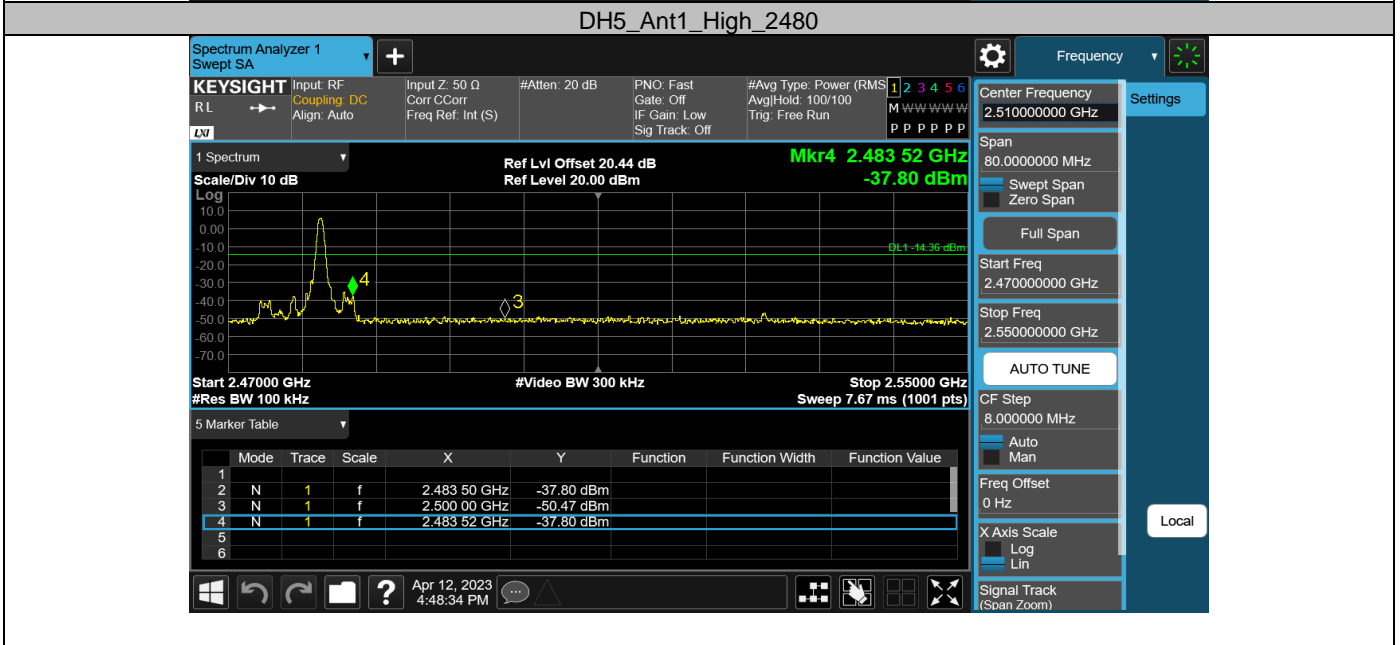 DH5_Ant1_High_2480
Spectrum Analyzer 1
Swept SA
Frequency
KEYSIGHT
RL
LXI
Input: RF
Coupling: DC
Align: Auto
Input Z: 50 Ω
Corr CCorr
Freq Ref: Int (S)
#Atten: 20 dB
PNO: Fast
Gate: Off
IF Gain: Low
Sig Track: Off
#Avg Type: Power (RMS
Avg|Hold: 100/100
Trig: Free Run
1 2 3 4 5 6
M W W W W W
P P P P P P
1 Spectrum
Scale/Div 10 dB
Ref Lvl Offset 20.44 dB
Ref Level 20.00 dBm
Mkr4 2.483 52 GHz
-37.80 dBm
Log
10.0
0.00
-10.0
-20.0
-30.0
-40.0
-50.0
-60.0
-70.0
DL1 -14.36 dBm
4
3
Start 2.47000 GHz
#Video BW 300 kHz
Stop 2.55000 GHz
#Res BW 100 kHz
Sweep 7.67 ms (1001 pts)
5 Marker Table
Mode Trace Scale X Y Function Function Width Function Value
1
2 N 1 f 2.483 50 GHz -37.80 dBm
3 N 1 f 2.500 00 GHz -50.47 dBm
4 N 1 f 2.483 52 GHz -37.80 dBm
5
6
Apr 12, 2023
4:48:34 PM
?
Center Frequency
2.510000000 GHz
Settings
Span
80.0000000 MHz
Swept Span
Zero Span
Full Span
Start Freq
2.470000000 GHz
Stop Freq
2.550000000 GHz
AUTO TUNE
CF Step
8.000000 MHz
Auto
Man
Freq Offset
0 Hz
Local
X Axis Scale
Log
Lin
Signal Track
(Span Zoom)